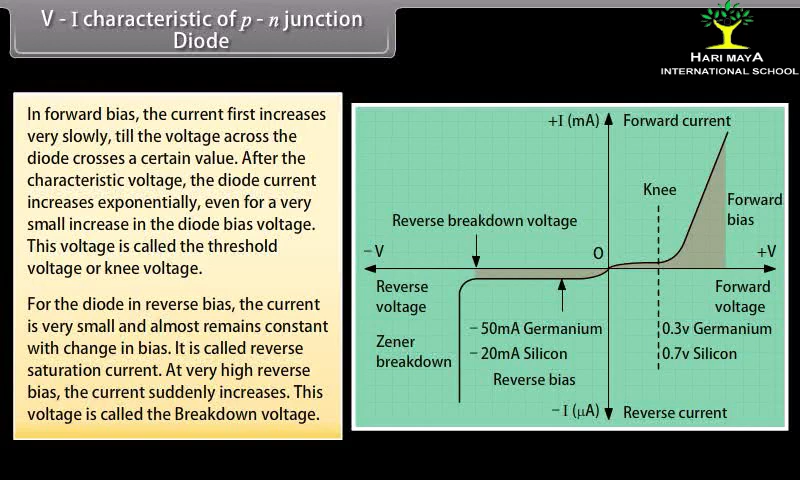 V - I characteristic of p - n junction
Diode
HARI MAYA
INTERNATIONAL SCHOOL
In forward bias, the current first increases
very slowly, till the voltage across the
diode crosses a certain value. After the
characteristic voltage, the diode current
increases exponentially, even for a very
small increase in the diode bias voltage.
This voltage is called the threshold
voltage or knee voltage.
For the diode in reverse bias, the current
is very small and almost remains constant
with change in bias. It is called reverse
saturation current. At very high reverse
bias, the current suddenly increases. This
voltage is called the Breakdown voltage.
+I (mA)
Forward current
Knee
Forward
bias
Reverse breakdown voltage
- V
O
+V
Reverse
voltage
Forward
voltage
- 50mA Germanium
0.3v Germanium
Zener
breakdown
- 20mA Silicon
0.7v Silicon
Reverse bias
- I (µA)
Reverse current